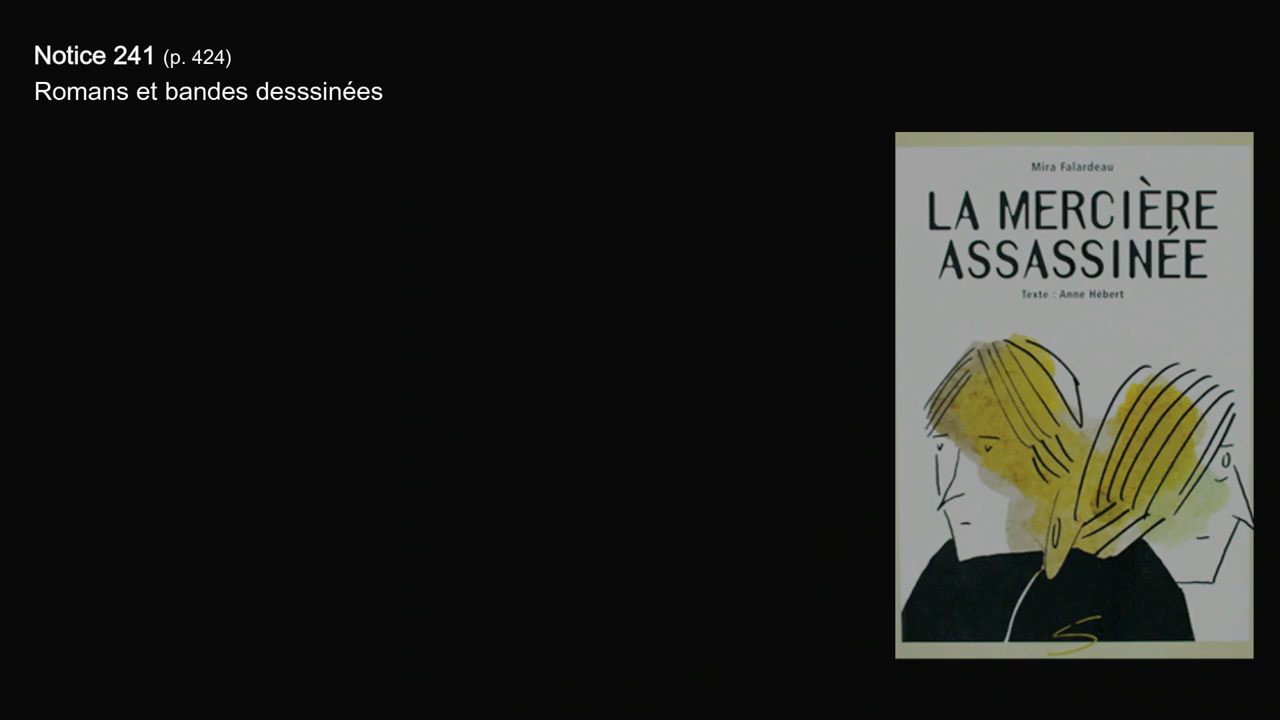 Notice 241 (p. 424)
Romans et bandes desssinées
Mira Falardeau
LA MERCIÈRE
ASSASSINÉE
Texte : Anne Hébert